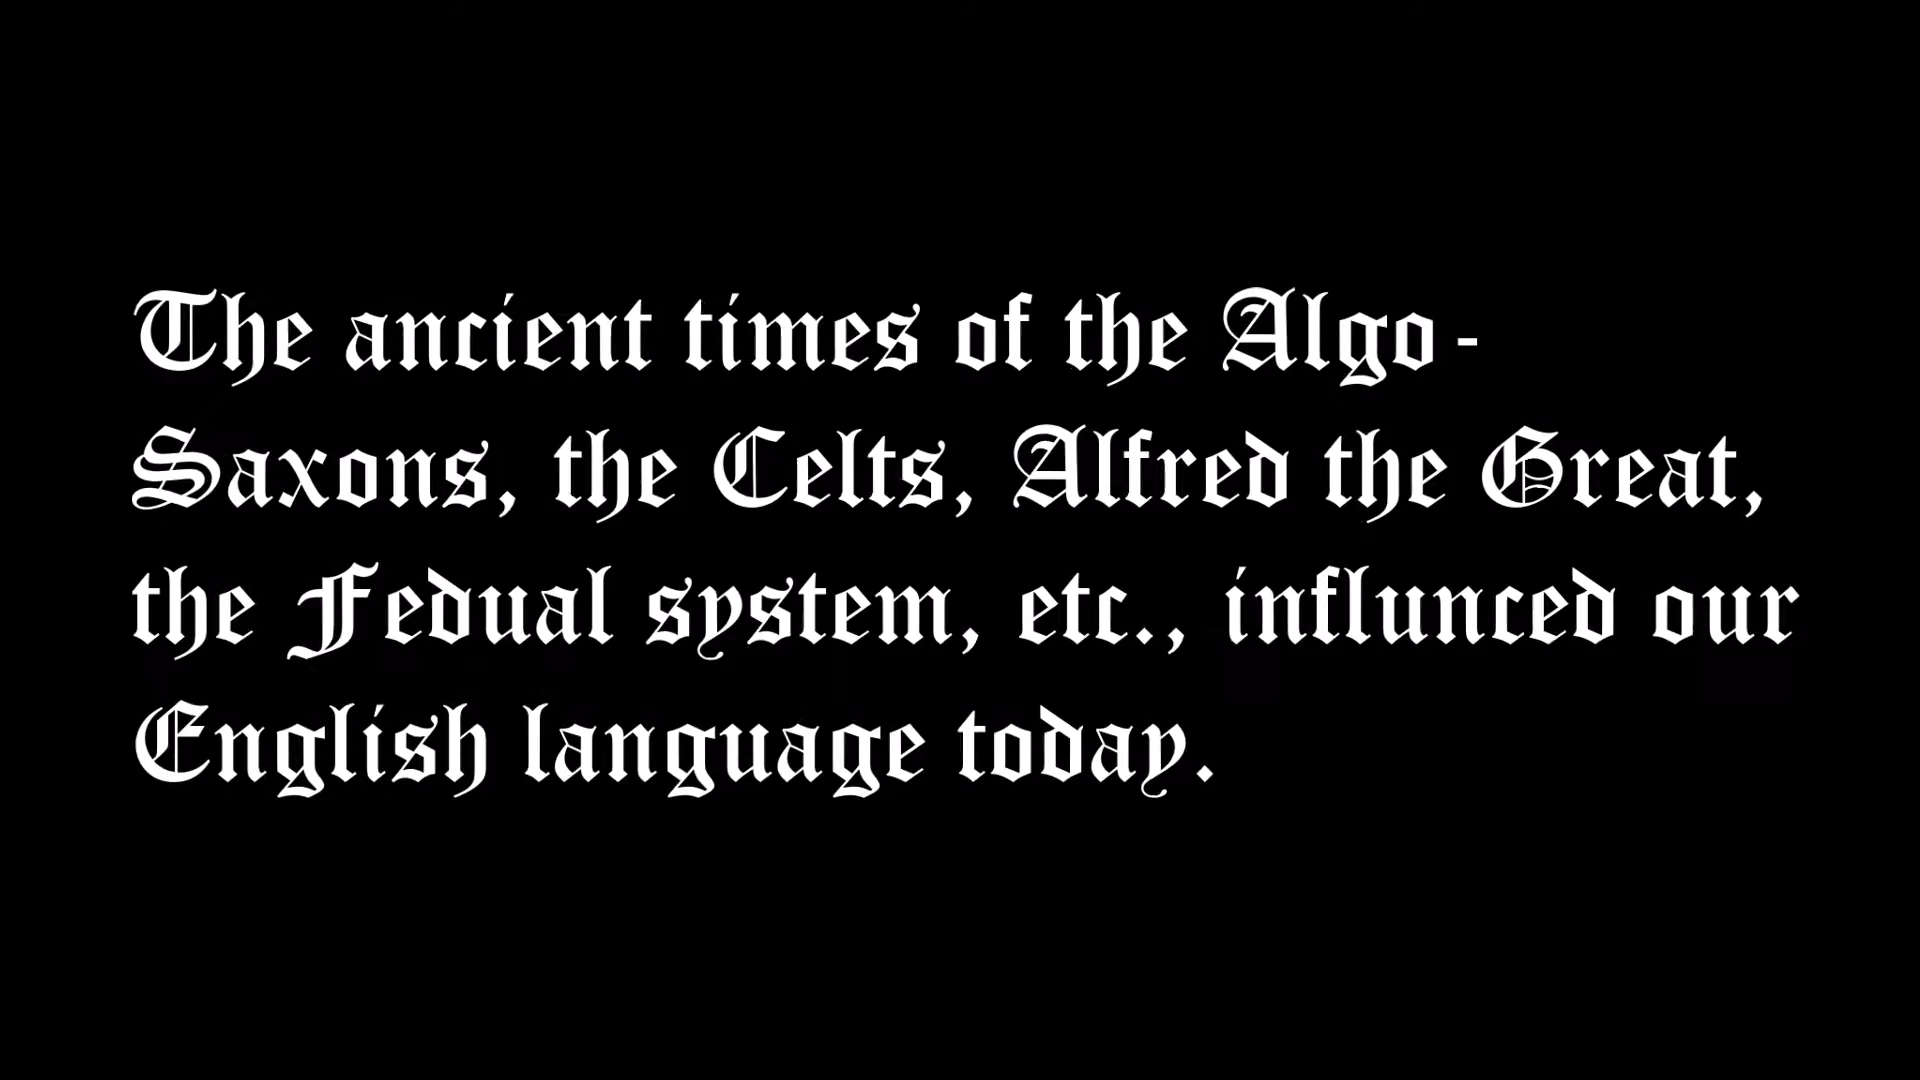 The ancient times of the Algo-
Saxons, the Celts, Alfred the Great,
the Fedual system, etc., influnced our
English language today.